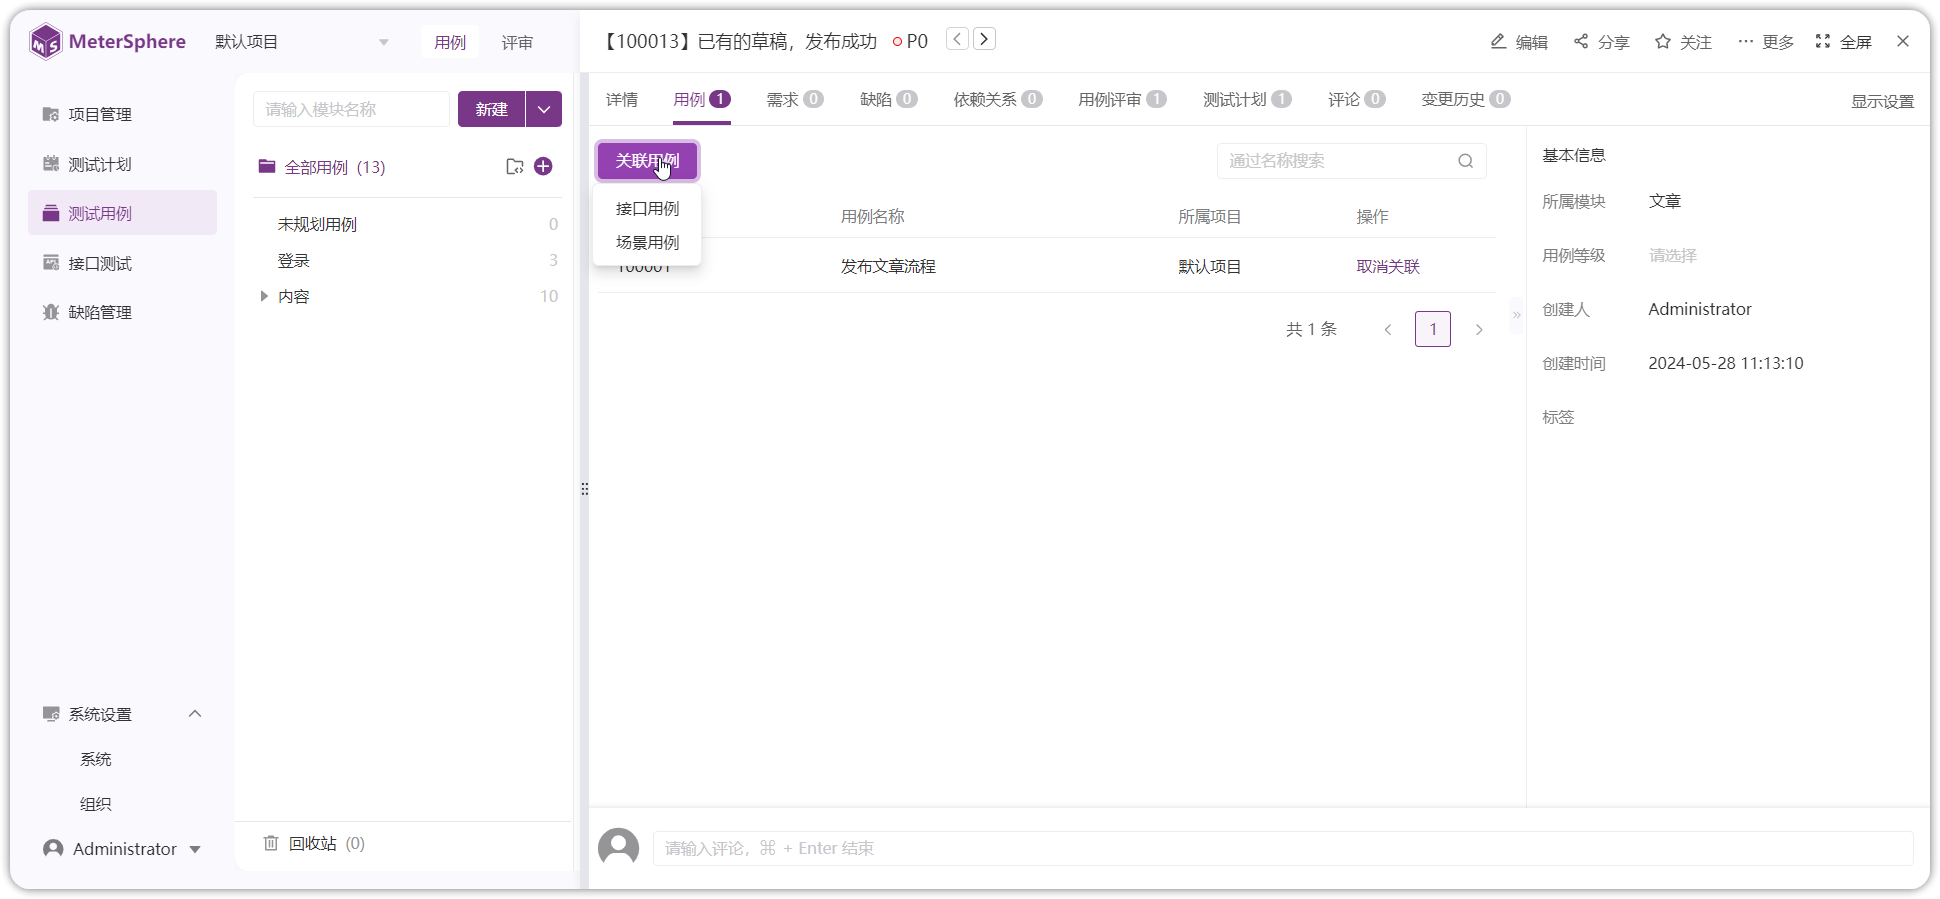 MeterSphere
默认项目
用例
评审
项目管理
测试计划
测试用例
接口测试
缺陷管理
系统设置
系统
组织
Administrator
请输入模块名称
新建
全部用例 (13)
未规划用例 0
登录 3
内容 10
回收站 (0)
【100013】已有的草稿，发布成功 P0
编辑
分享
关注
更多
全屏
详情
用例 1
需求 0
缺陷 0
依赖关系 0
用例评审 1
测试计划 1
评论 0
变更历史 0
显示设置
关联用例
通过名称搜索
接口用例
场景用例
用例名称 所属项目 操作
100001 发布文章流程 默认项目 取消关联
共 1 条 1
基本信息
所属模块 文章
用例等级 请选择
创建人 Administrator
创建时间 2024-05-28 11:13:10
标签
请输入评论，⌘ + Enter 结束